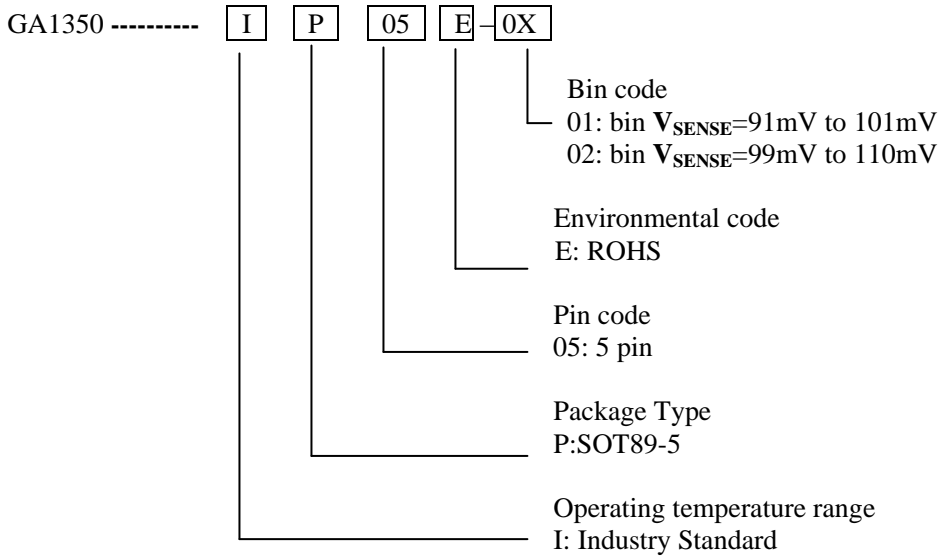 GA1350 ---------- I P 05 E – 0X
Bin code
01: bin VSENSE=91mV to 101mV
02: bin VSENSE=99mV to 110mV
Environmental code
E: ROHS
Pin code
05: 5 pin
Package Type
P:SOT89-5
Operating temperature range
I: Industry Standard